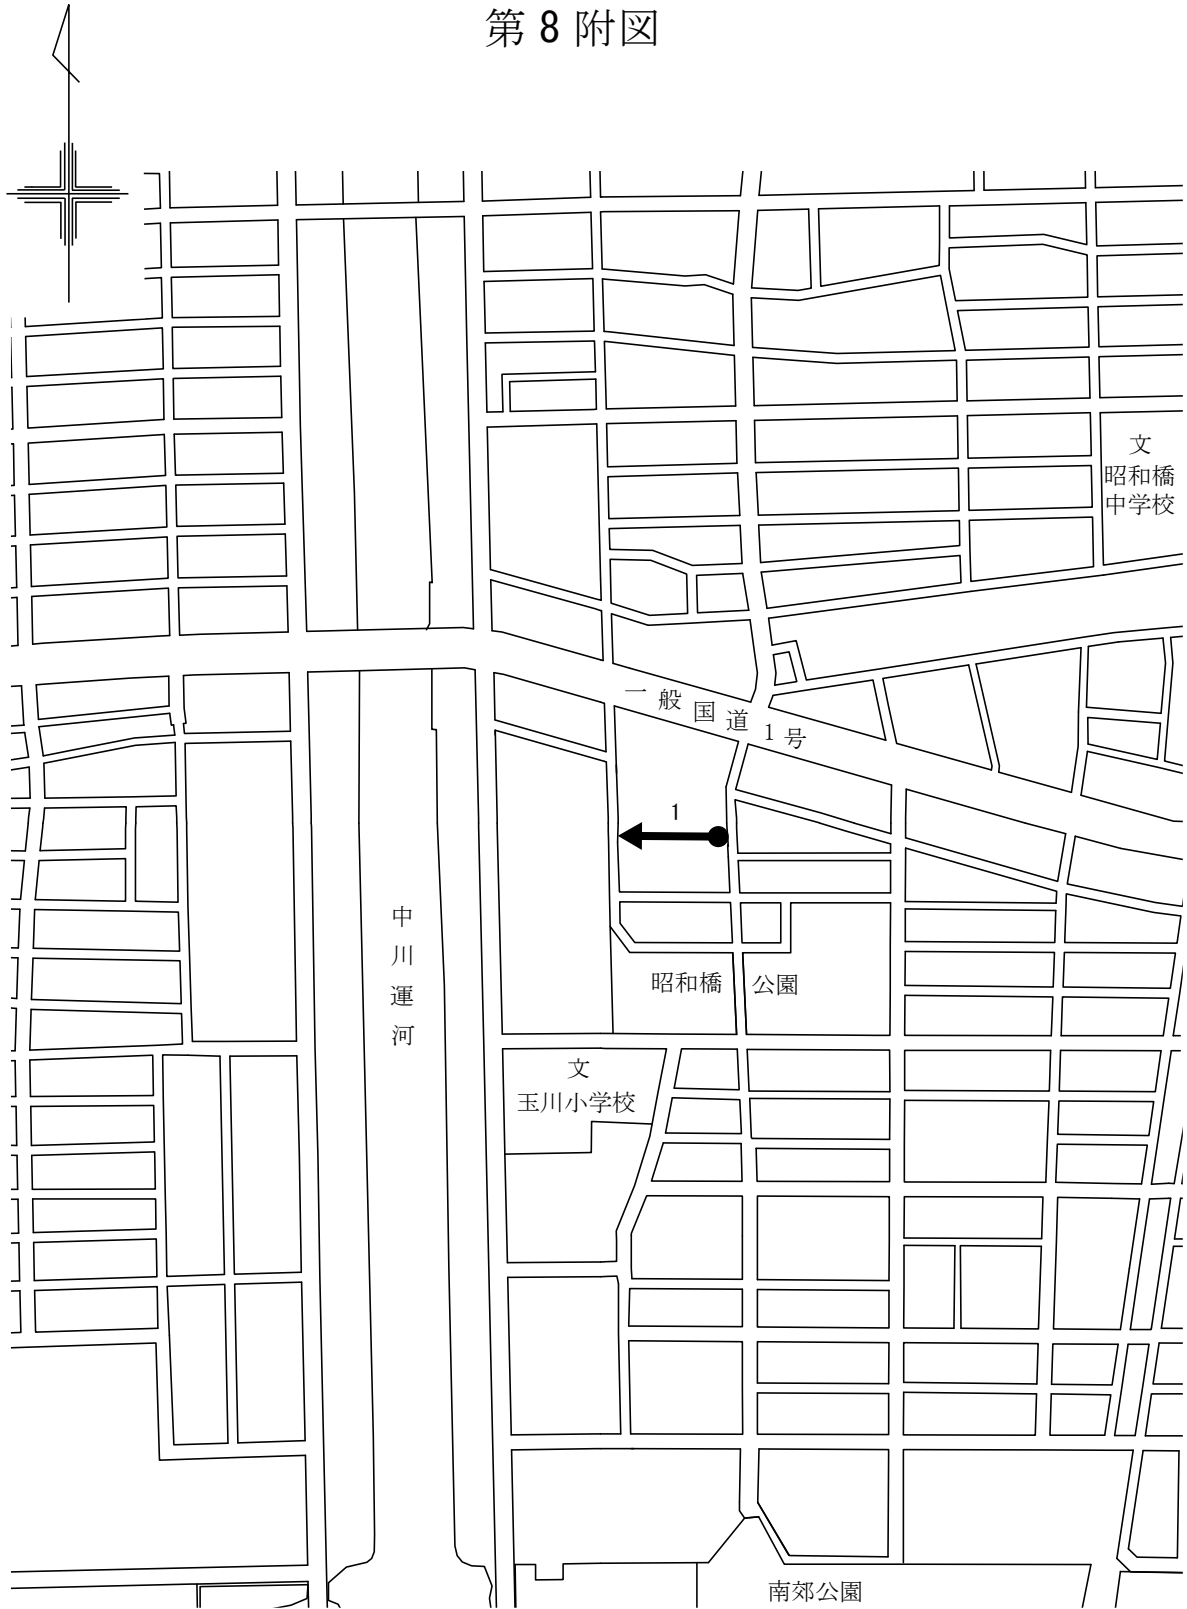 第8附図
文
昭和橋
中学校
一般国道1号
1
中川運河
昭和橋公園
文
玉川小学校
南郊公園